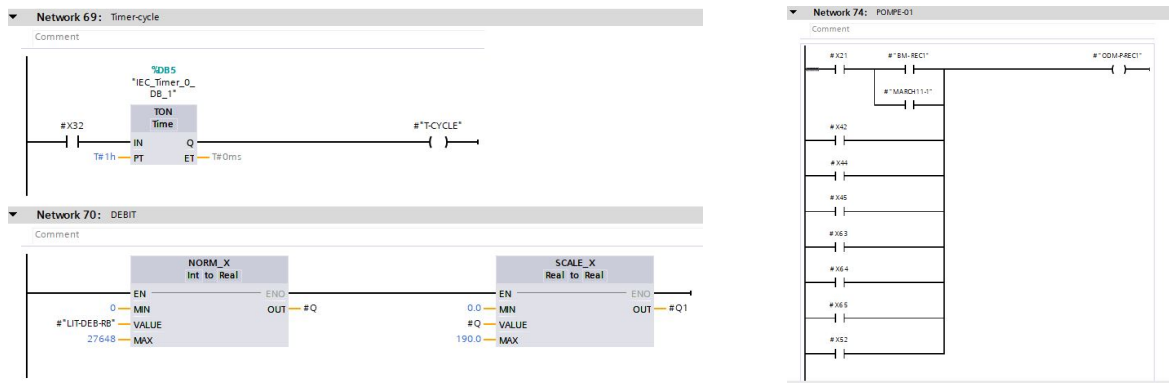 Network 69: Timer-cycle
Comment
%DB5
"IEC_Timer_0_
DB_1"
TON
Time
#X32
#"T-CYCLE"
IN Q
T#1h PT ET T#0ms
Network 70: DEBIT
Comment
NORM_X
Int to Real
SCALE_X
Real to Real
EN ENO
EN ENO
0 MIN OUT #Q
0.0 MIN OUT #Q1
#"LIT-DEB-RB" VALUE
#Q VALUE
27648 MAX
190.0 MAX
Network 74: POMPE-01
Comment
#X21 #"BM-REC1" #"ODM-P-REC1"
#"MARCH11-1"
#X42
#X44
#X45
#X63
#X64
#X65
#X52